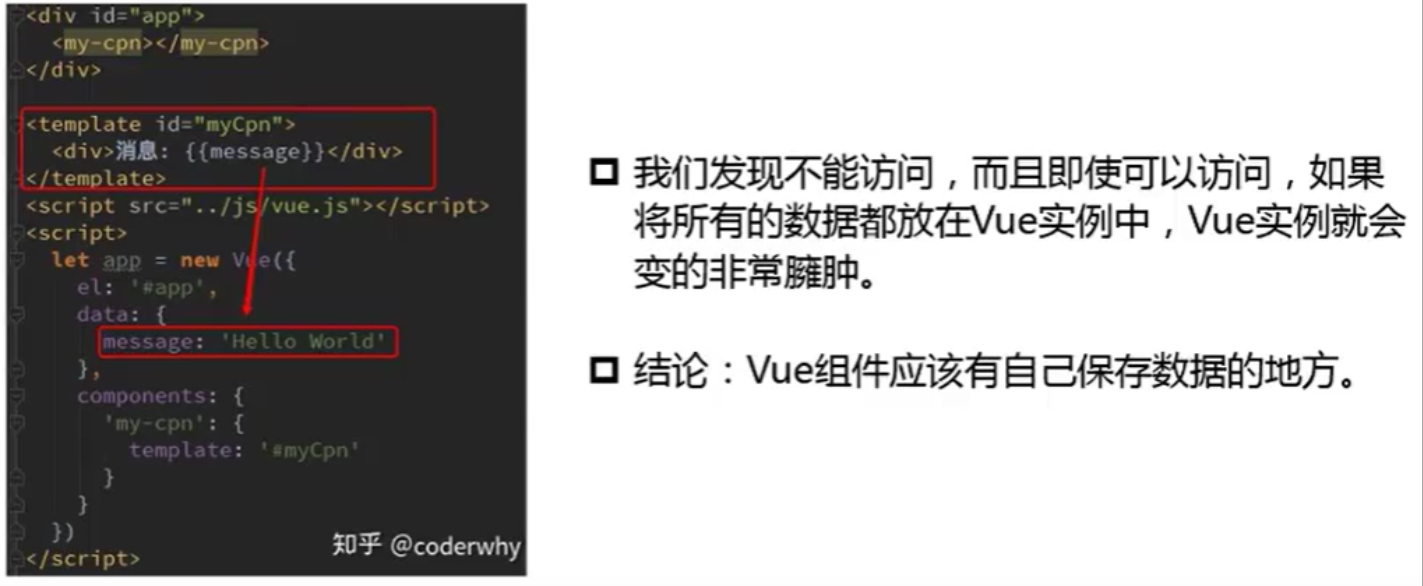 <div id="app">
<my-cpn></my-cpn>
</div>
<template id="myCpn">
<div>消息: {{message}}</div>
</template>
<script src="../js/vue.js"></script>
<script>
let app = new Vue({
el: '#app',
data: {
message: 'Hello World'
},
components: {
'my-cpn': {
template: '#myCpn'
}
}
})
</script>
知乎 @coderwhy
我们发现不能访问，而且即使可以访问，如果
将所有的数据都放在Vue实例中，Vue实例就会
变的非常臃肿。
结论：Vue组件应该有自己保存数据的地方。